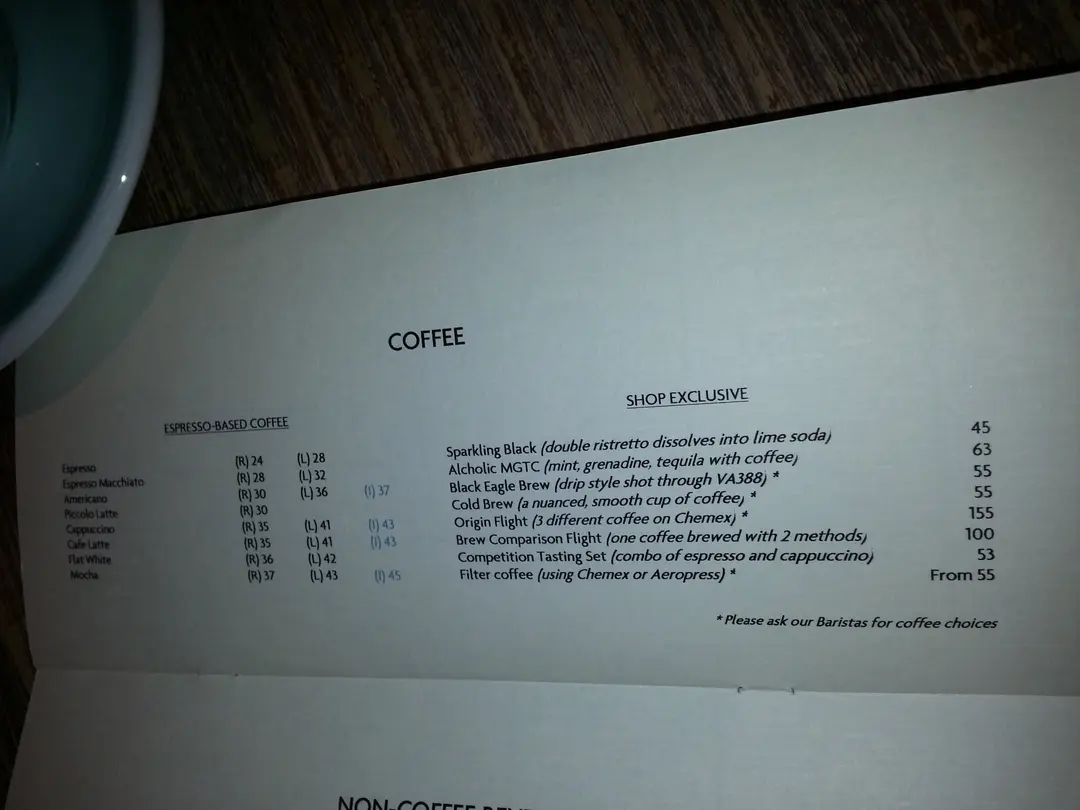 COFFEE
ESPRESSO-BASED COFFEE
Espresso (R) 24 (L) 28
Espresso Macchiato (R) 28 (L) 32
Americano (R) 30 (L) 36 (I) 37
Piccolo Latte (R) 30
Cappuccino (R) 35 (L) 41 (I) 43
Cafe Latte (R) 35 (L) 41 (I) 43
Flat White (R) 36 (L) 42
Mocha (R) 37 (L) 43 (I) 45
SHOP EXCLUSIVE
Sparkling Black (double ristretto dissolves into lime soda) 45
Alcholic MGTC (mint, grenadine, tequila with coffee) 63
Black Eagle Brew (drip style shot through VA388) * 55
Cold Brew (a nuanced, smooth cup of coffee) * 55
Origin Flight (3 different coffee on Chemex) * 155
Brew Comparison Flight (one coffee brewed with 2 methods) 100
Competition Tasting Set (combo of espresso and cappuccino) 53
Filter coffee (using Chemex or Aeropress) * From 55
* Please ask our Baristas for coffee choices
NON-COFFEE